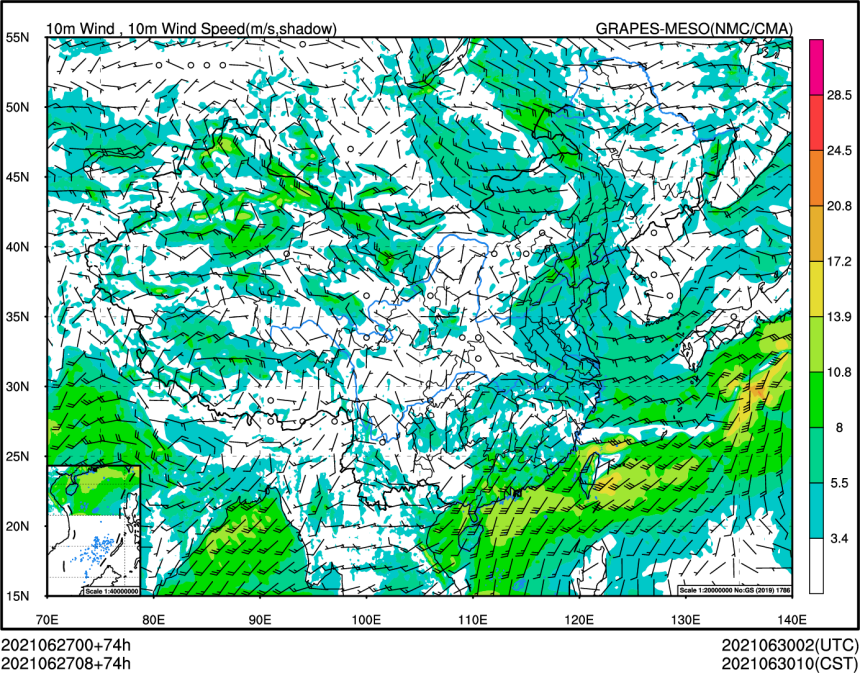 10m Wind , 10m Wind Speed(m/s,shadow) GRAPES-MESO(NMC/CMA)
55N
50N
45N
40N
35N
30N
25N
20N
15N
28.5
24.5
20.8
17.2
13.9
10.8
8
5.5
3.4
Scale 1:40000000
Scale 1:20000000 No:GS (2019) 1786
70E 80E 90E 100E 110E 120E 130E 140E
2021062700+74h 2021063002(UTC)
2021062708+74h 2021063010(CST)